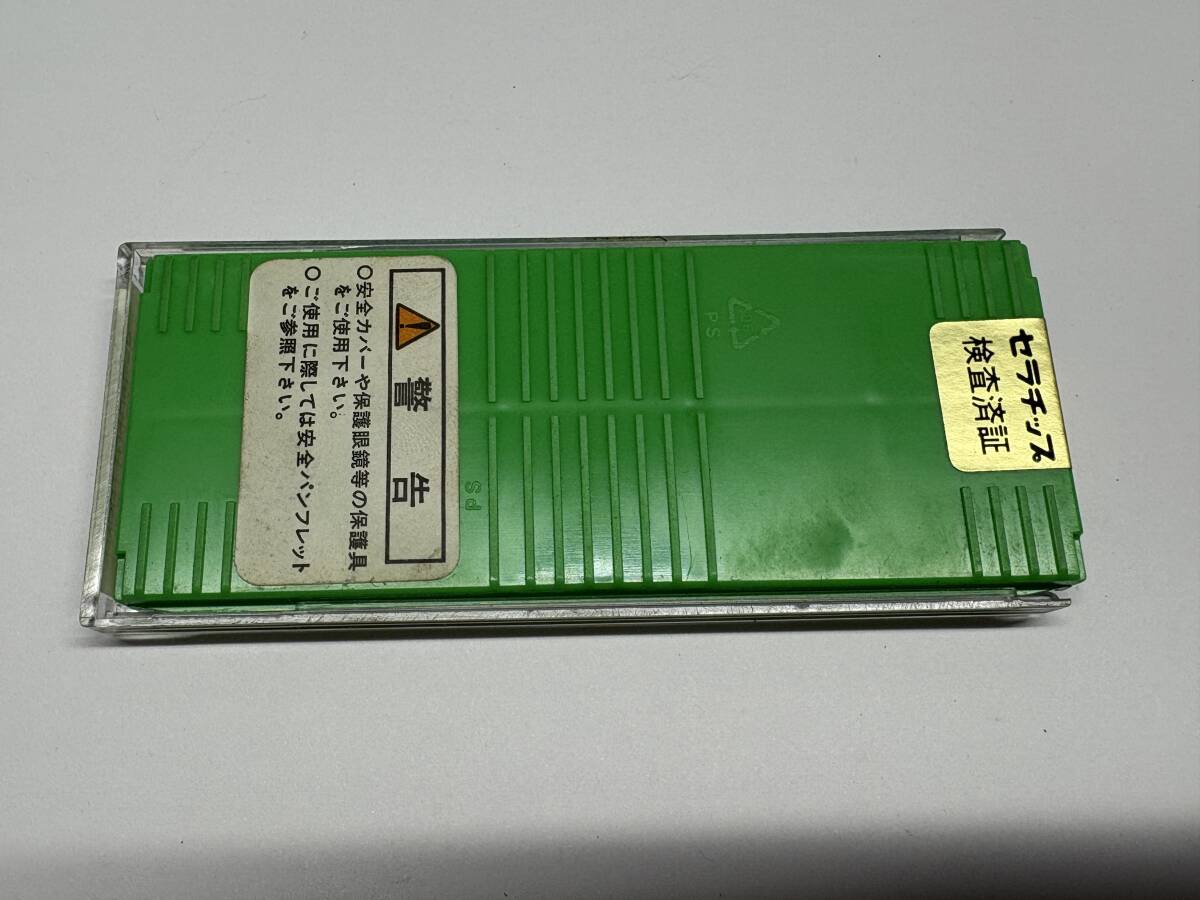 警告
○安全カバーや保護眼鏡等の保護具
をご使用下さい。
○ご使用に際しては安全パンフレット
をご参照下さい。
PS
PS
セラチップ
検査済証